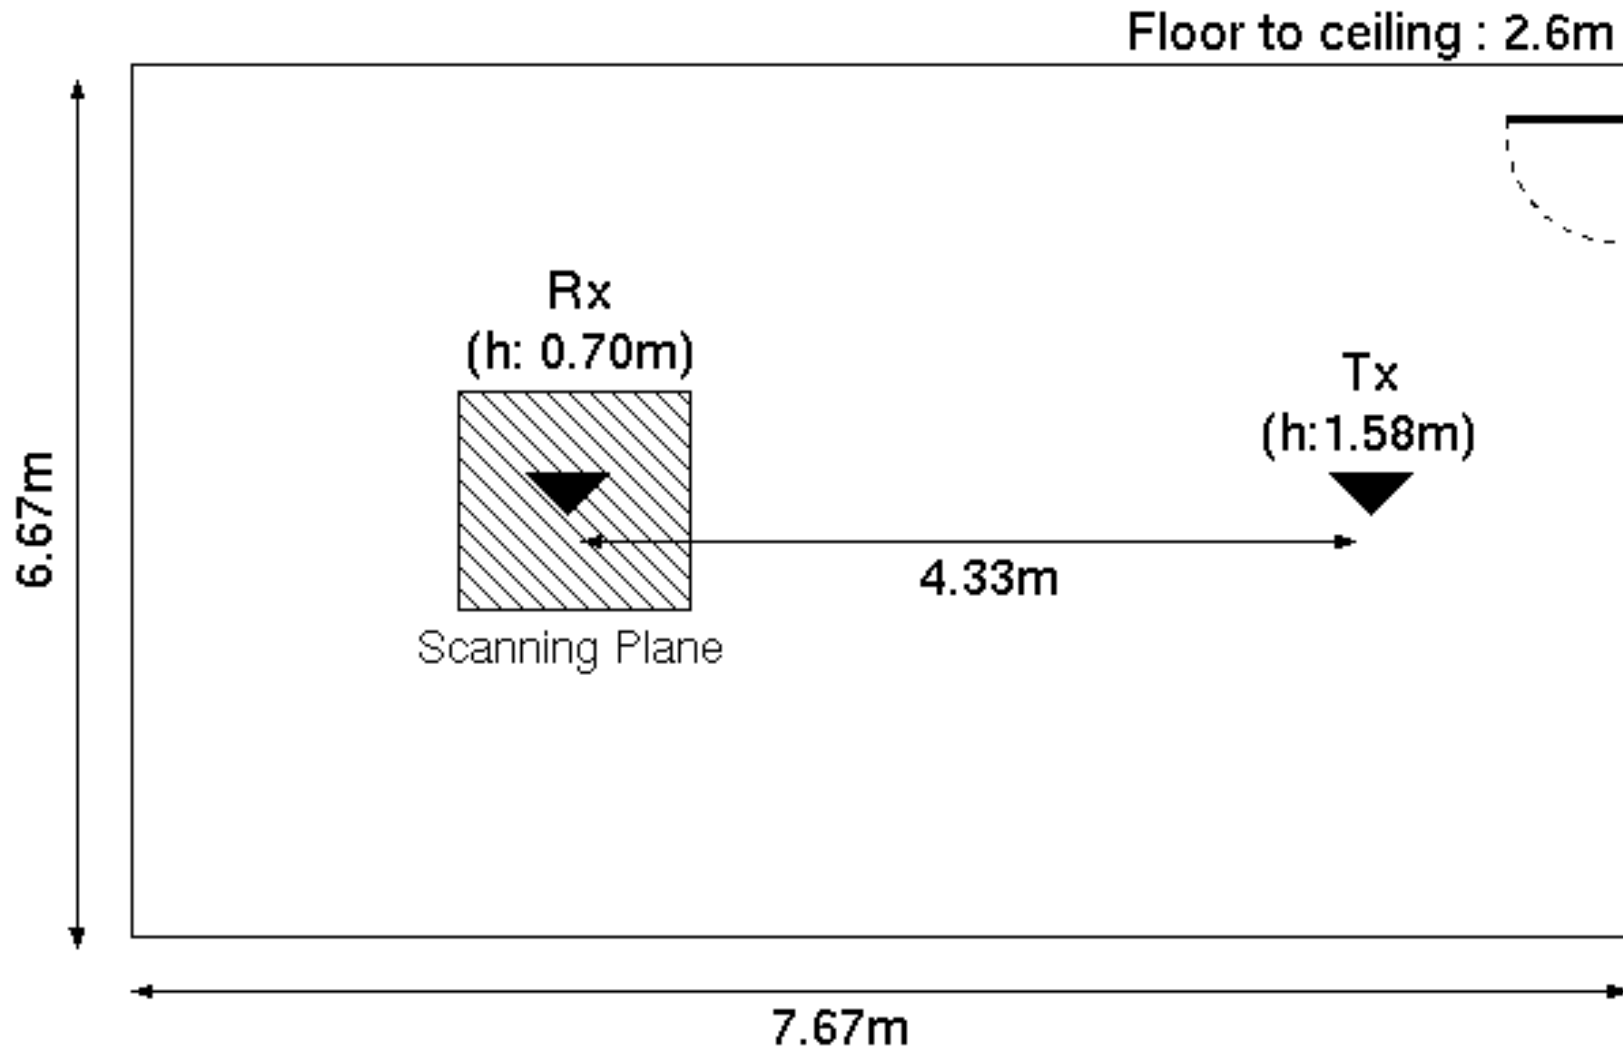 Floor to ceiling : 2.6m
Rx
(h: 0.70m)
Tx
(h:1.58m)
6.67m
4.33m
Scanning Plane
7.67m